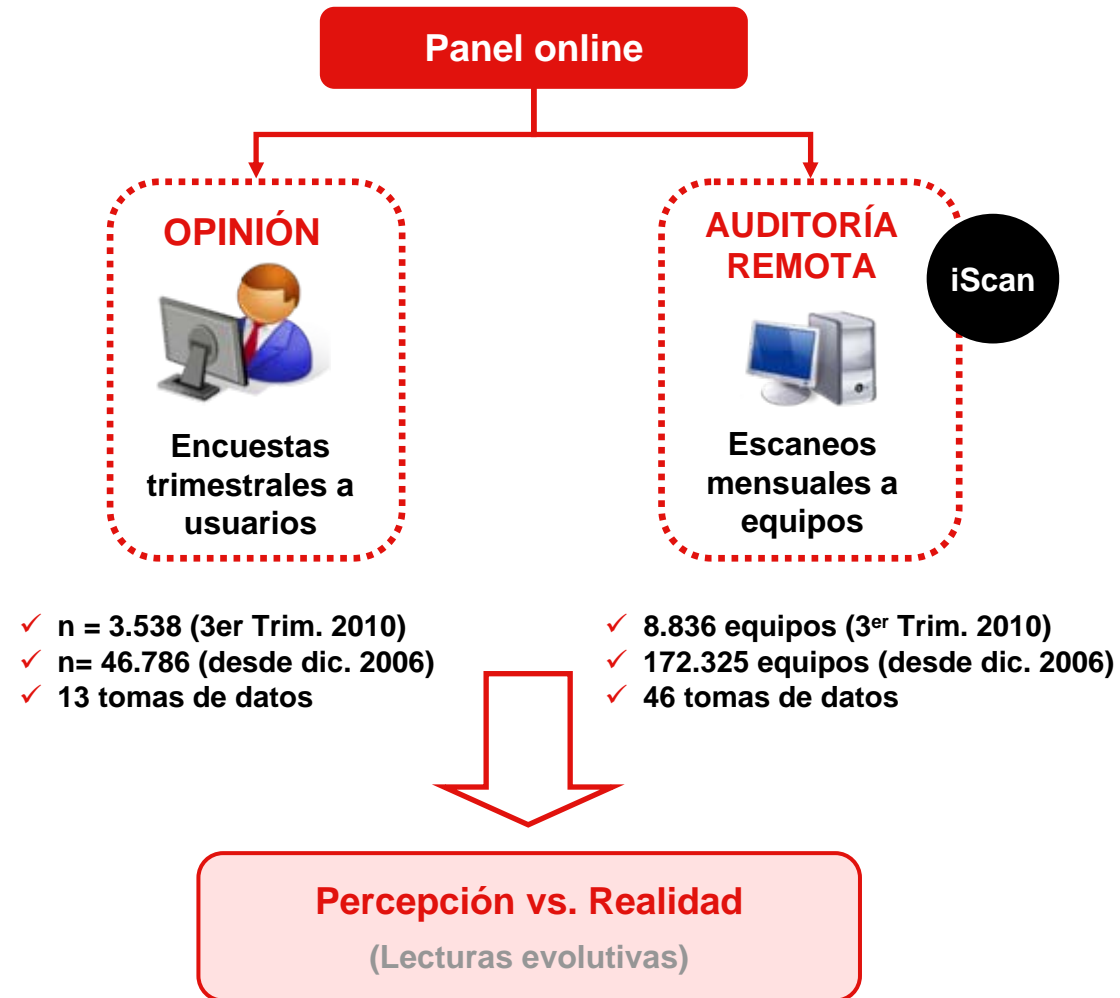 Panel online
OPINIÓN
Encuestas
trimestrales a
usuarios
AUDITORÍA
REMOTA
iScan
Escaneos
mensuales a
equipos
✓ n = 3.538 (3er Trim. 2010)
✓ n= 46.786 (desde dic. 2006)
✓ 13 tomas de datos
✓ 8.836 equipos (3er Trim. 2010)
✓ 172.325 equipos (desde dic. 2006)
✓ 46 tomas de datos
Percepción vs. Realidad
(Lecturas evolutivas)